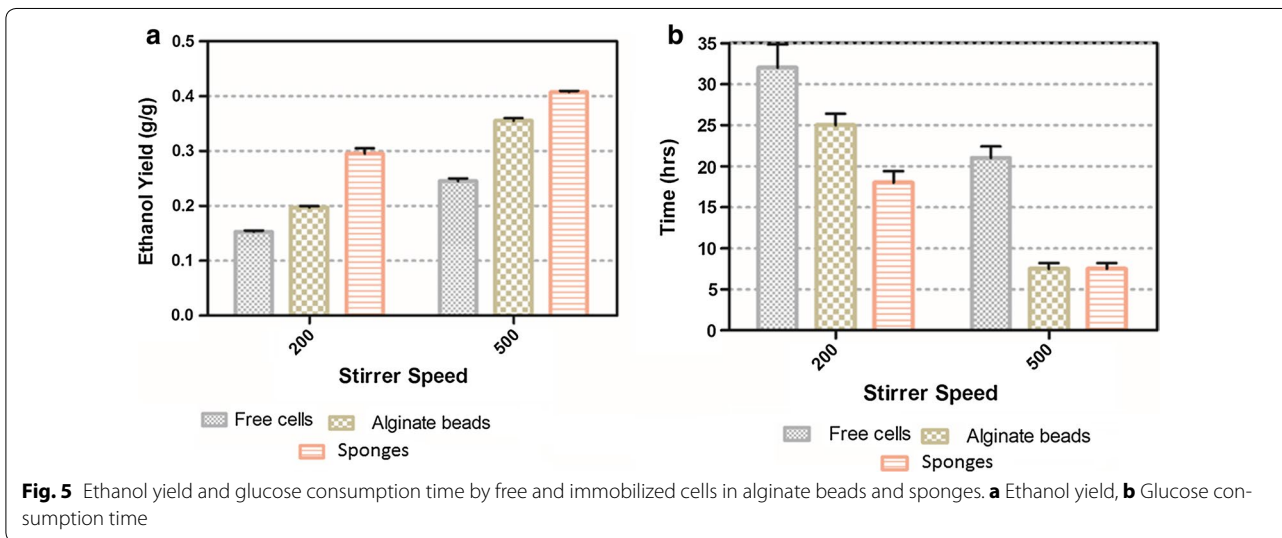 a
0.5
0.4
0.3
0.2
0.1
0.0
Ethanol Yield (g/g)
200
500
Stirrer Speed
Free cells
Alginate beads
Sponges
b
35
30
25
20
15
10
5
0
Time (hrs)
200
500
Stirrer Speed
Free cells
Alginate beads
Sponges
Fig. 5 Ethanol yield and glucose consumption time by free and immobilized cells in alginate beads and sponges. a Ethanol yield, b Glucose con-
sumption time